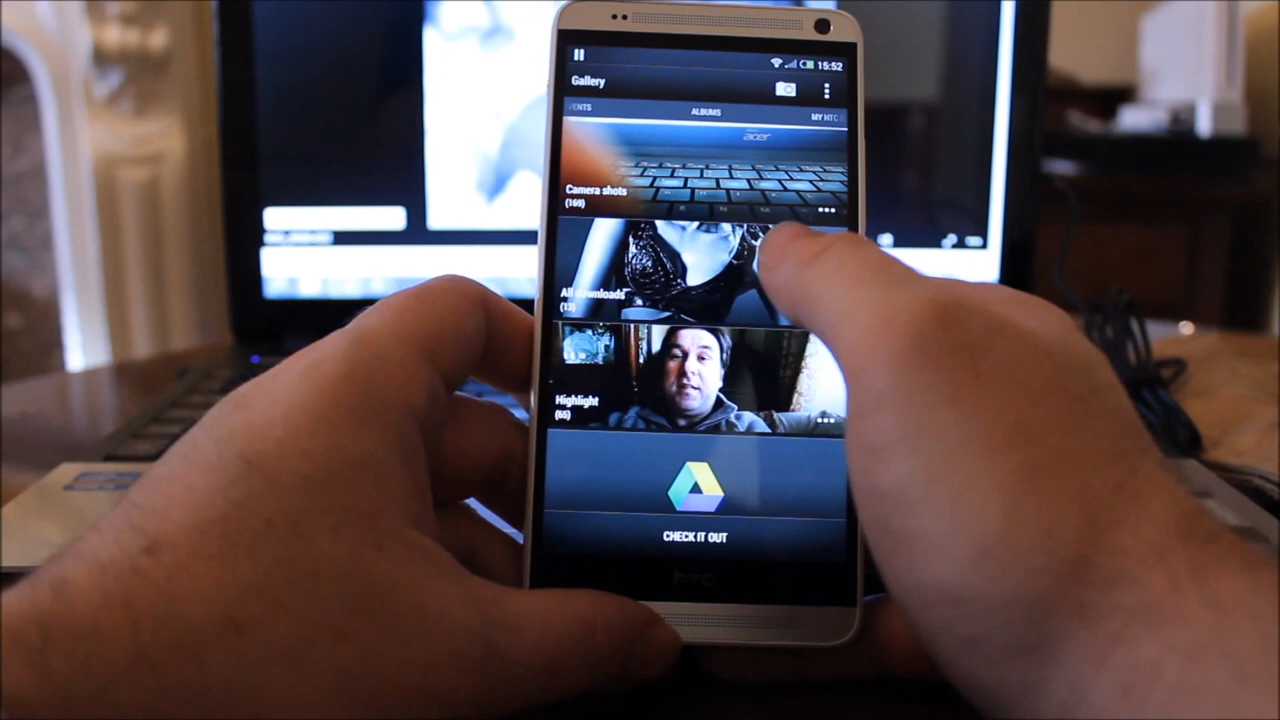 15:52
Gallery
VENTS
ALBUMS
MY HTC
acer
Camera shots
(169)
All downloads
(13)
Highlight
(65)
CHECK IT OUT
hTC